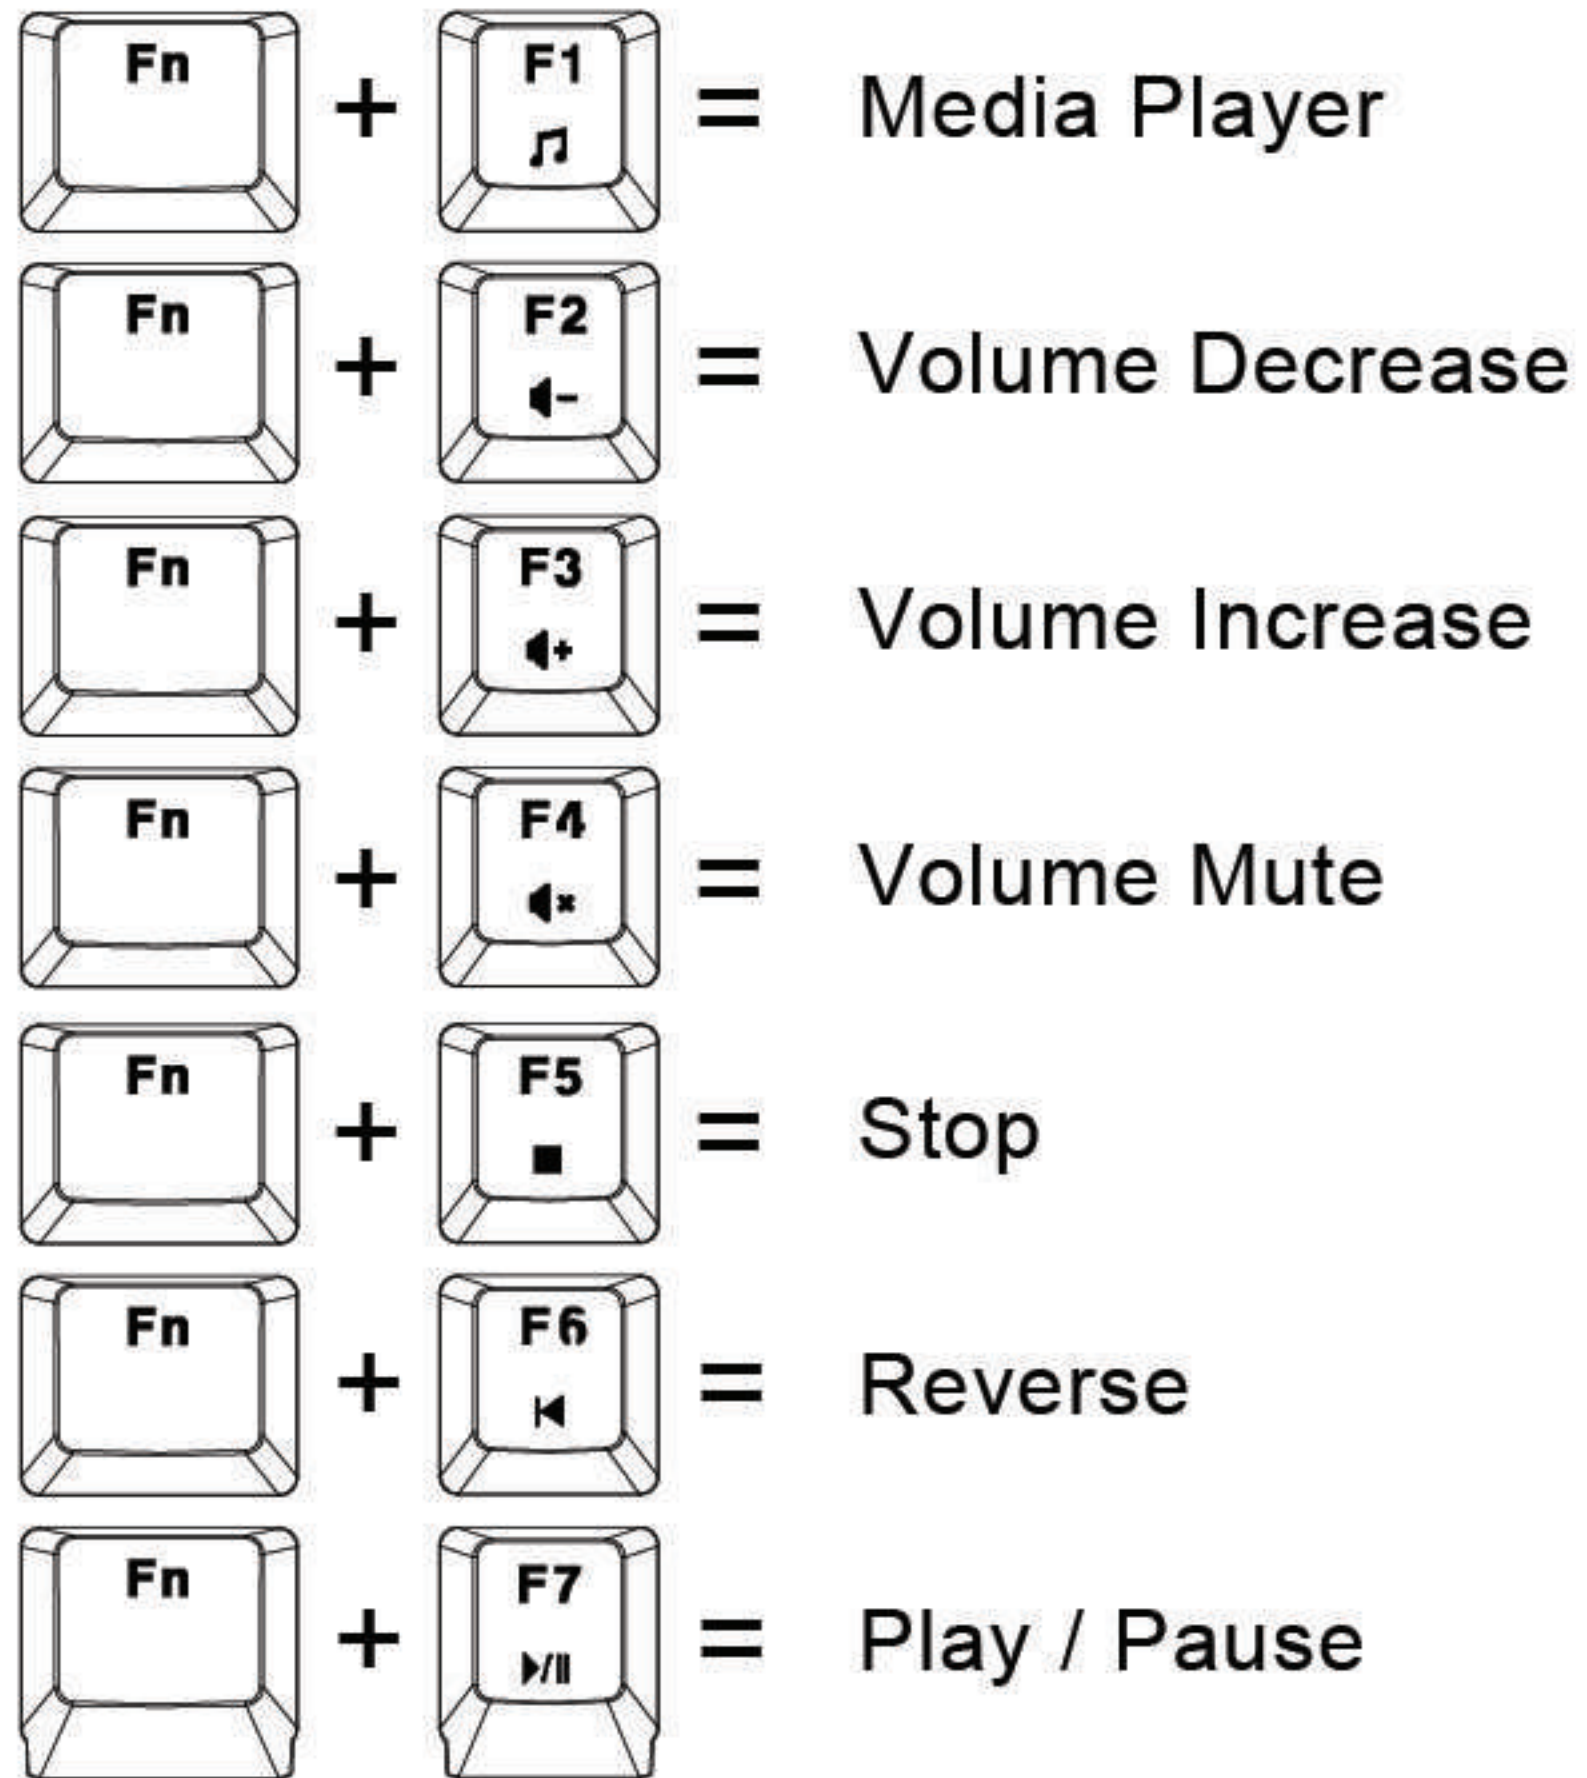 Fn + F1 = Media Player
Fn + F2 = Volume Decrease
Fn + F3 = Volume Increase
Fn + F4 = Volume Mute
Fn + F5 = Stop
Fn + F6 = Reverse
Fn + F7 = Play / Pause